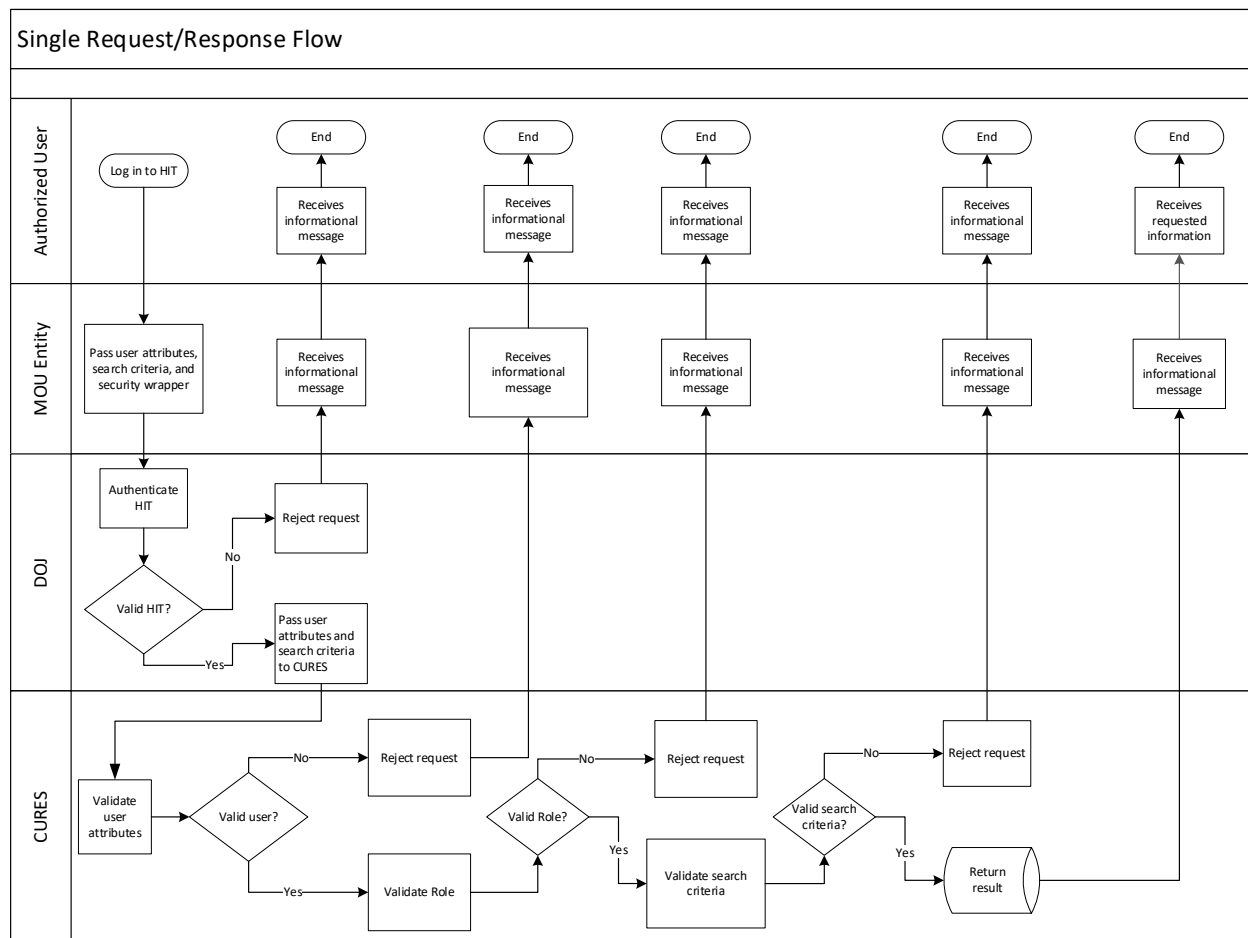 Single Request/Response Flow
Authorized User
Log in to HIT
End
End
End
End
End
Receives
informational
message
Receives
informational
message
Receives
informational
message
Receives
informational
message
Receives
requested
information
MOU Entity
Pass user attributes,
search criteria, and
security wrapper
Receives
informational
message
Receives
informational
message
Receives
informational
message
Receives
informational
message
Receives
informational
message
DOJ
Authenticate
HIT
Reject request
No
Valid HIT?
Yes
Pass user
attributes and
search criteria
to CURES
CURES
Validate
user
attributes
Valid user?
No
Reject request
Yes
Validate Role
Valid Role?
No
Reject request
Yes
Validate search
criteria
Valid search
criteria?
No
Reject request
Yes
Return
result